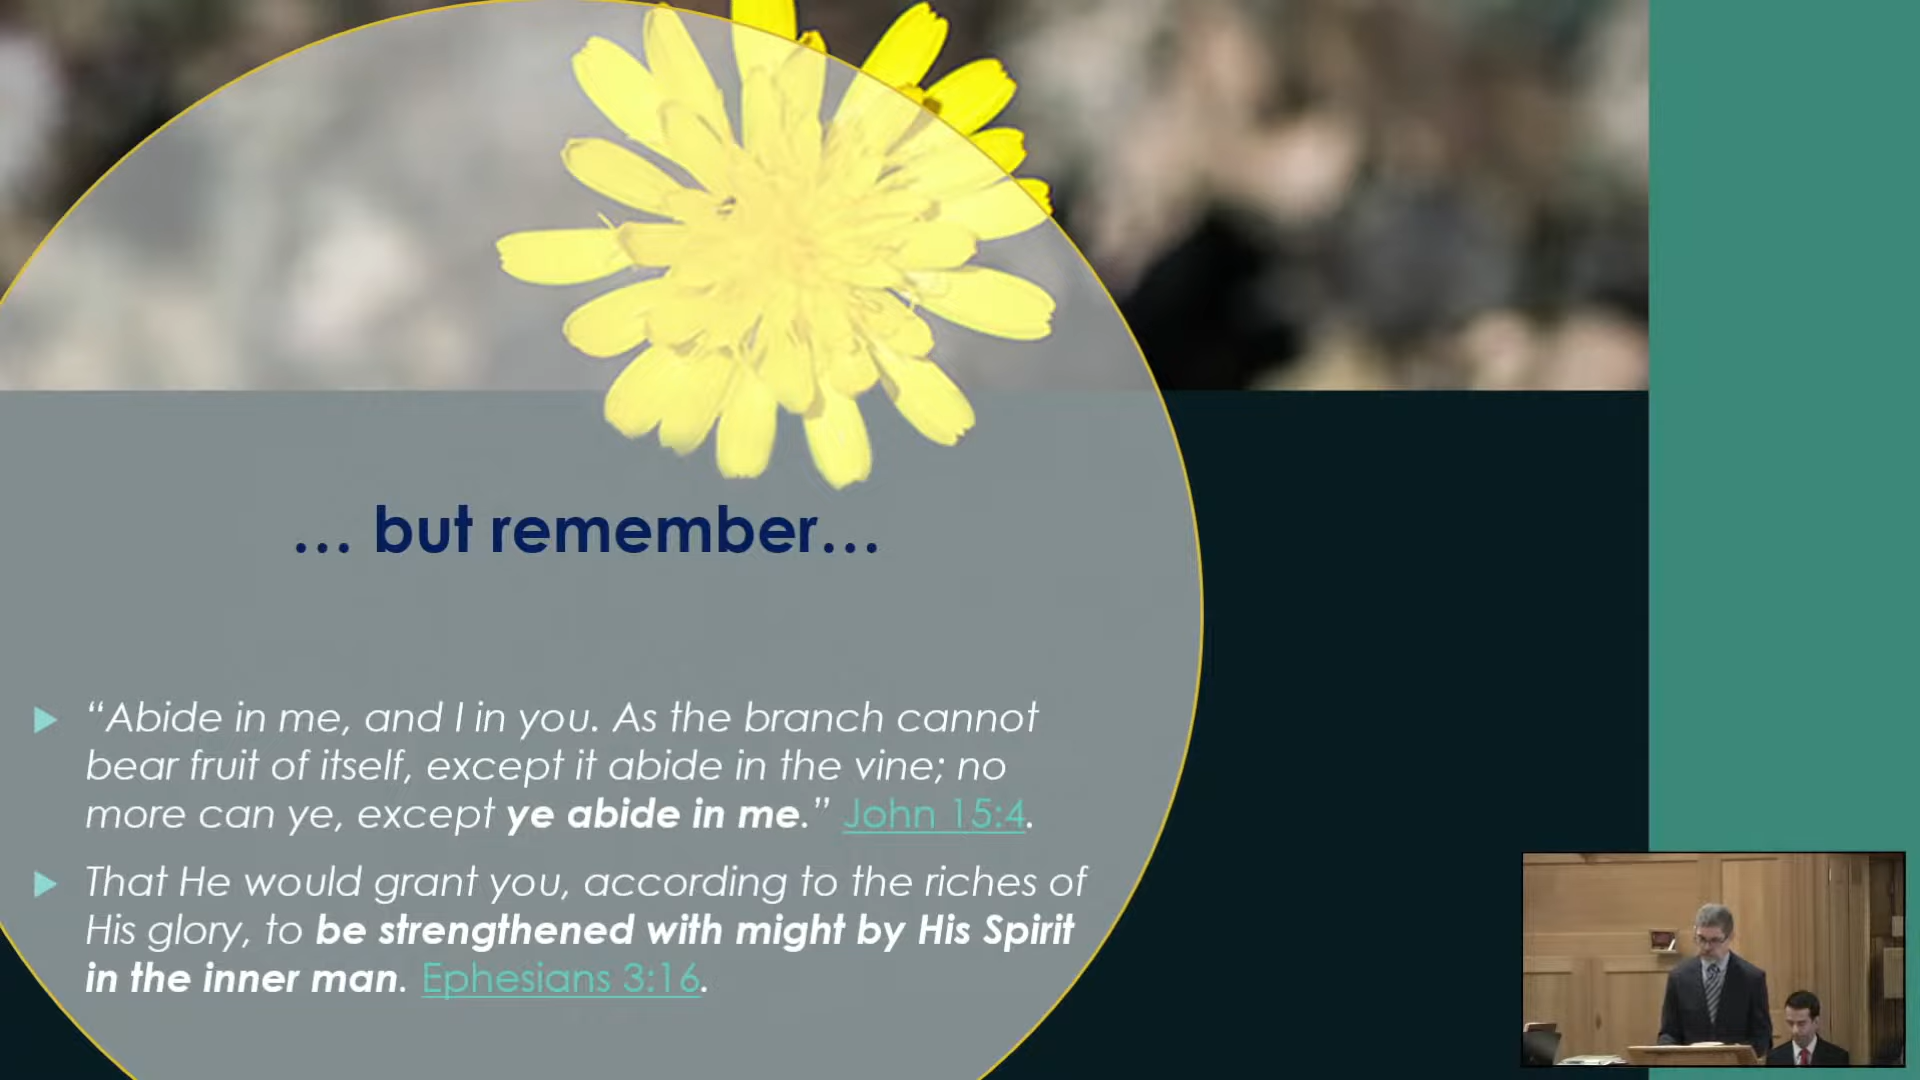 … but remember…
“Abide in me, and I in you. As the branch cannot
bear fruit of itself, except it abide in the vine; no
more can ye, except ye abide in me.” John 15:4.
That He would grant you, according to the riches of
His glory, to be strengthened with might by His Spirit
in the inner man. Ephesians 3:16.